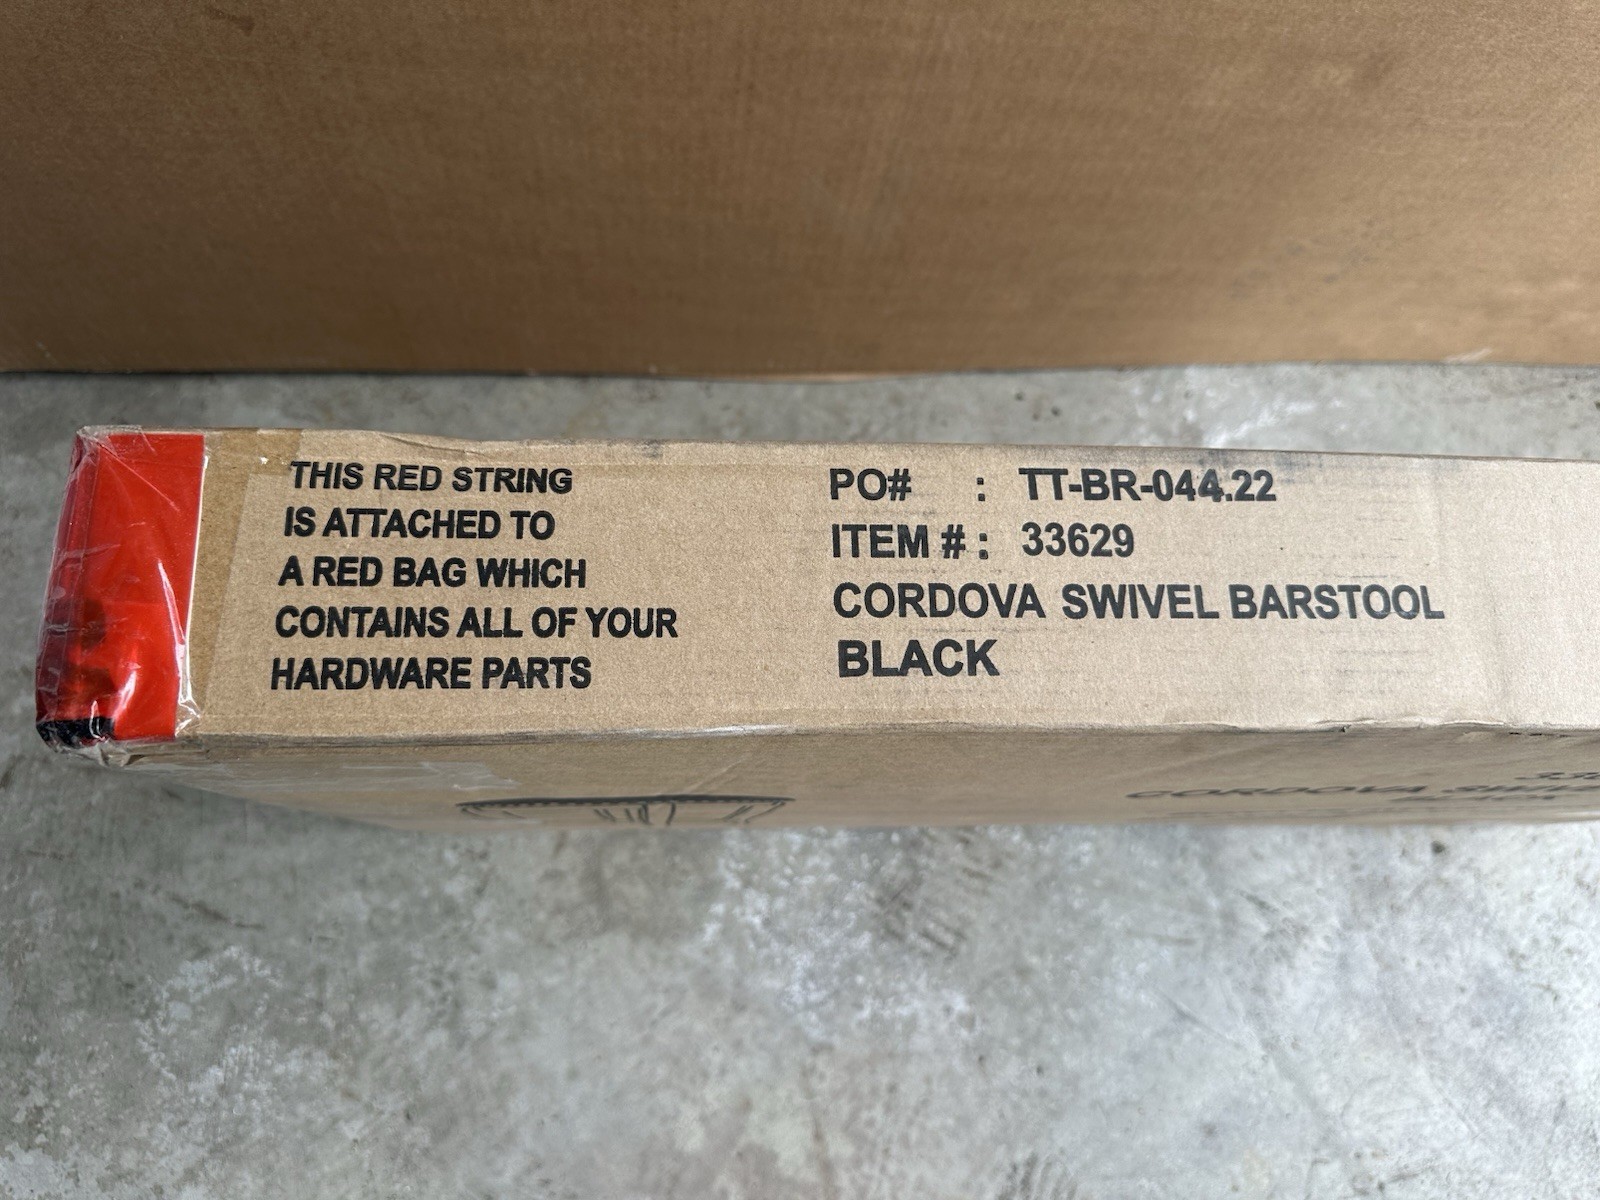 THIS RED STRING
IS ATTACHED TO
A RED BAG WHICH
CONTAINS ALL OF YOUR
HARDWARE PARTS
PO# : TT-BR-044.22
ITEM # : 33629
CORDOVA SWIVEL BARSTOOL
BLACK
CORDOVA